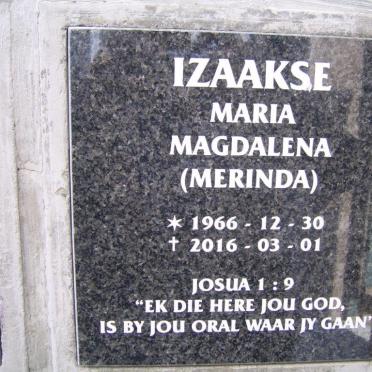 IZAAKSE
MARIA
MAGDALENA
(MERINDA)
* 1966 - 12 - 30
† 2016 - 03 - 01
JOSUA 1 : 9
“EK DIE HERE JOU GOD,
IS BY JOU ORAL WAAR JY GAAN”